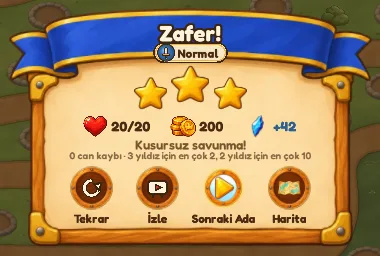 Zafer!
Normal
20/20 200 +42
Kusursuz savunma!
0 can kaybı · 3 yıldız için en çok 2, 2 yıldız için en çok 10
Tekrar İzle Sonraki Ada Harita